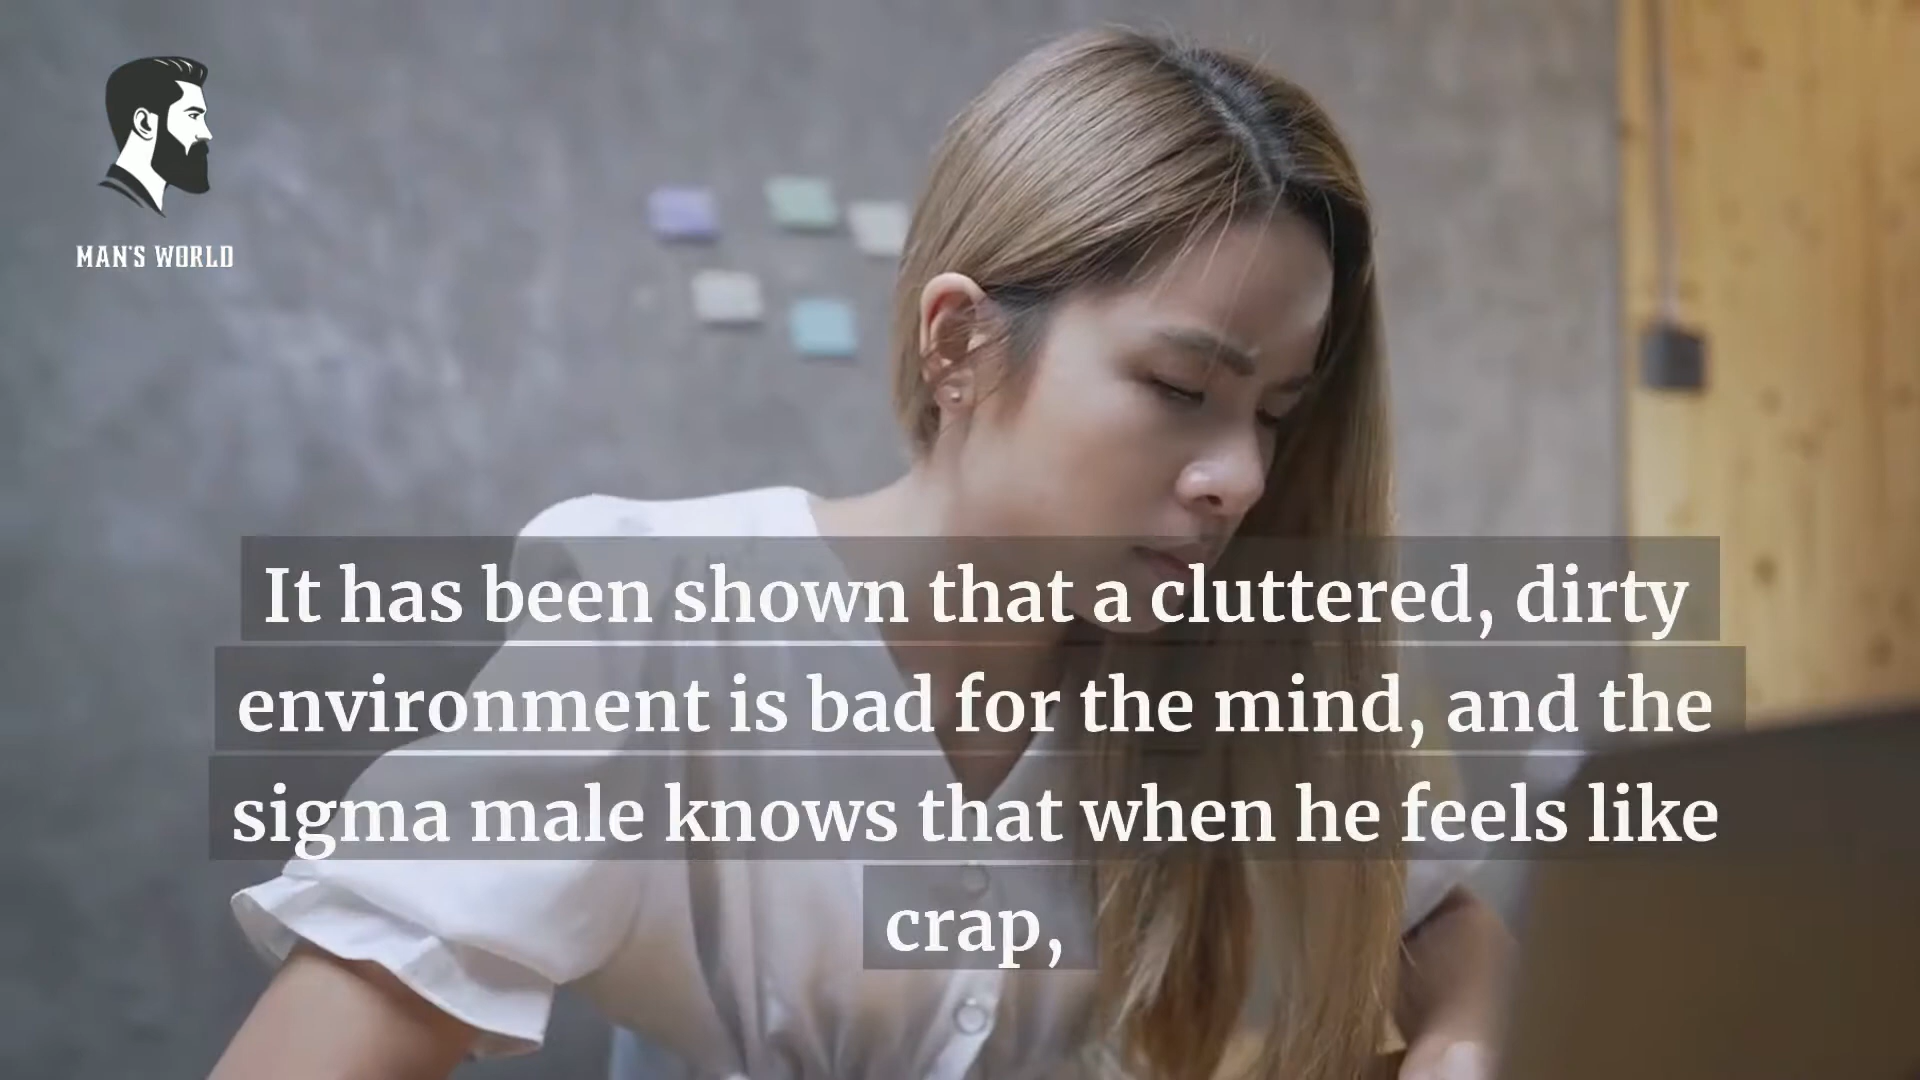 MAN'S WORLD
It has been shown that a cluttered, dirty
environment is bad for the mind, and the
sigma male knows that when he feels like
crap,